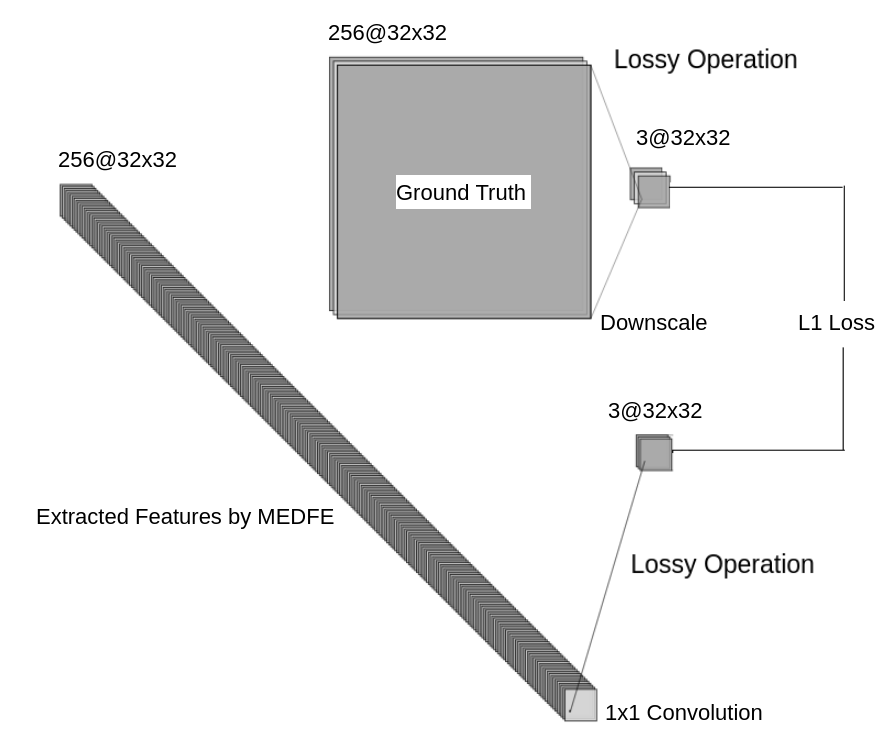 256@32x32
Lossy Operation
3@32x32
256@32x32
Ground Truth
Downscale
L1 Loss
3@32x32
Extracted Features by MEDFE
Lossy Operation
1x1 Convolution